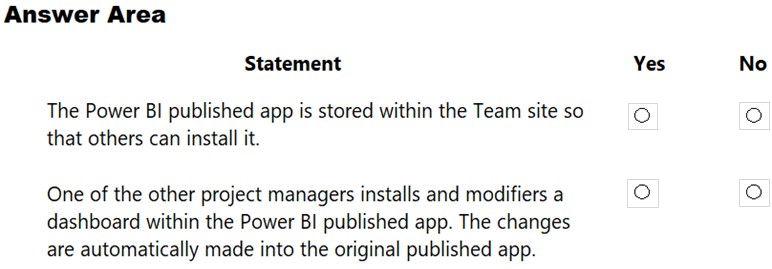 Answer Area
Statement Yes No
The Power BI published app is stored within the Team site so
that others can install it.
One of the other project managers installs and modifiers a
dashboard within the Power BI published app. The changes
are automatically made into the original published app.